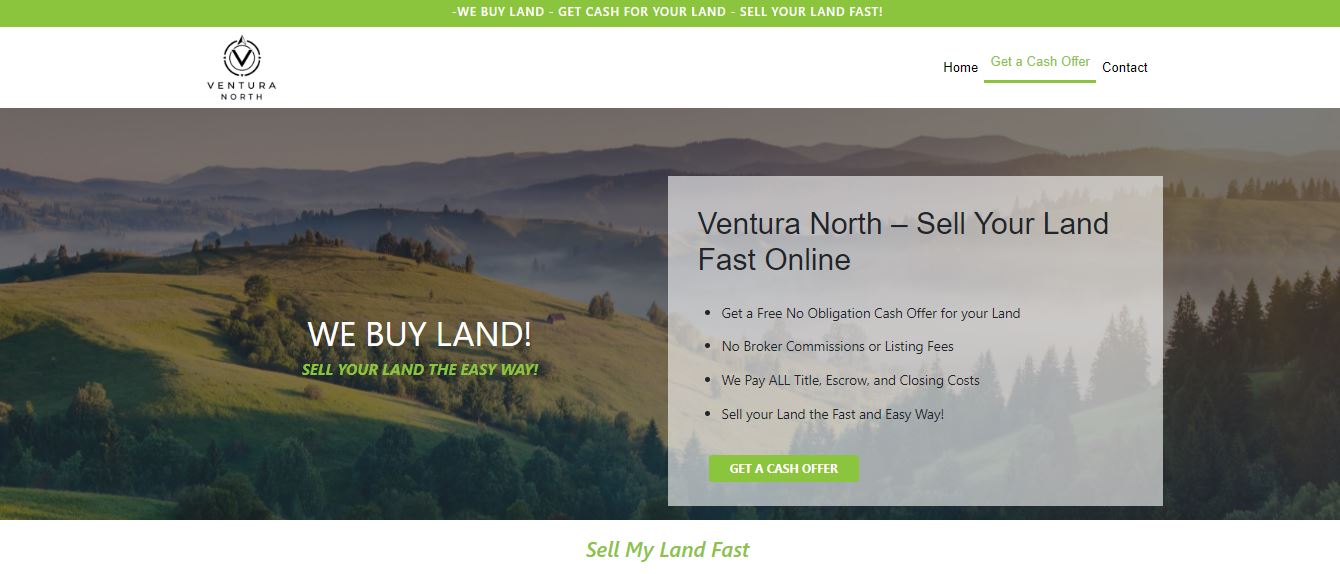 -WE BUY LAND - GET CASH FOR YOUR LAND - SELL YOUR LAND FAST!
VENTURA
NORTH
Home
Get a Cash Offer
Contact
WE BUY LAND!
SELL YOUR LAND THE EASY WAY!
Ventura North – Sell Your Land
Fast Online
• Get a Free No Obligation Cash Offer for your Land
• No Broker Commissions or Listing Fees
• We Pay ALL Title, Escrow, and Closing Costs
• Sell your Land the Fast and Easy Way!
GET A CASH OFFER
Sell My Land Fast